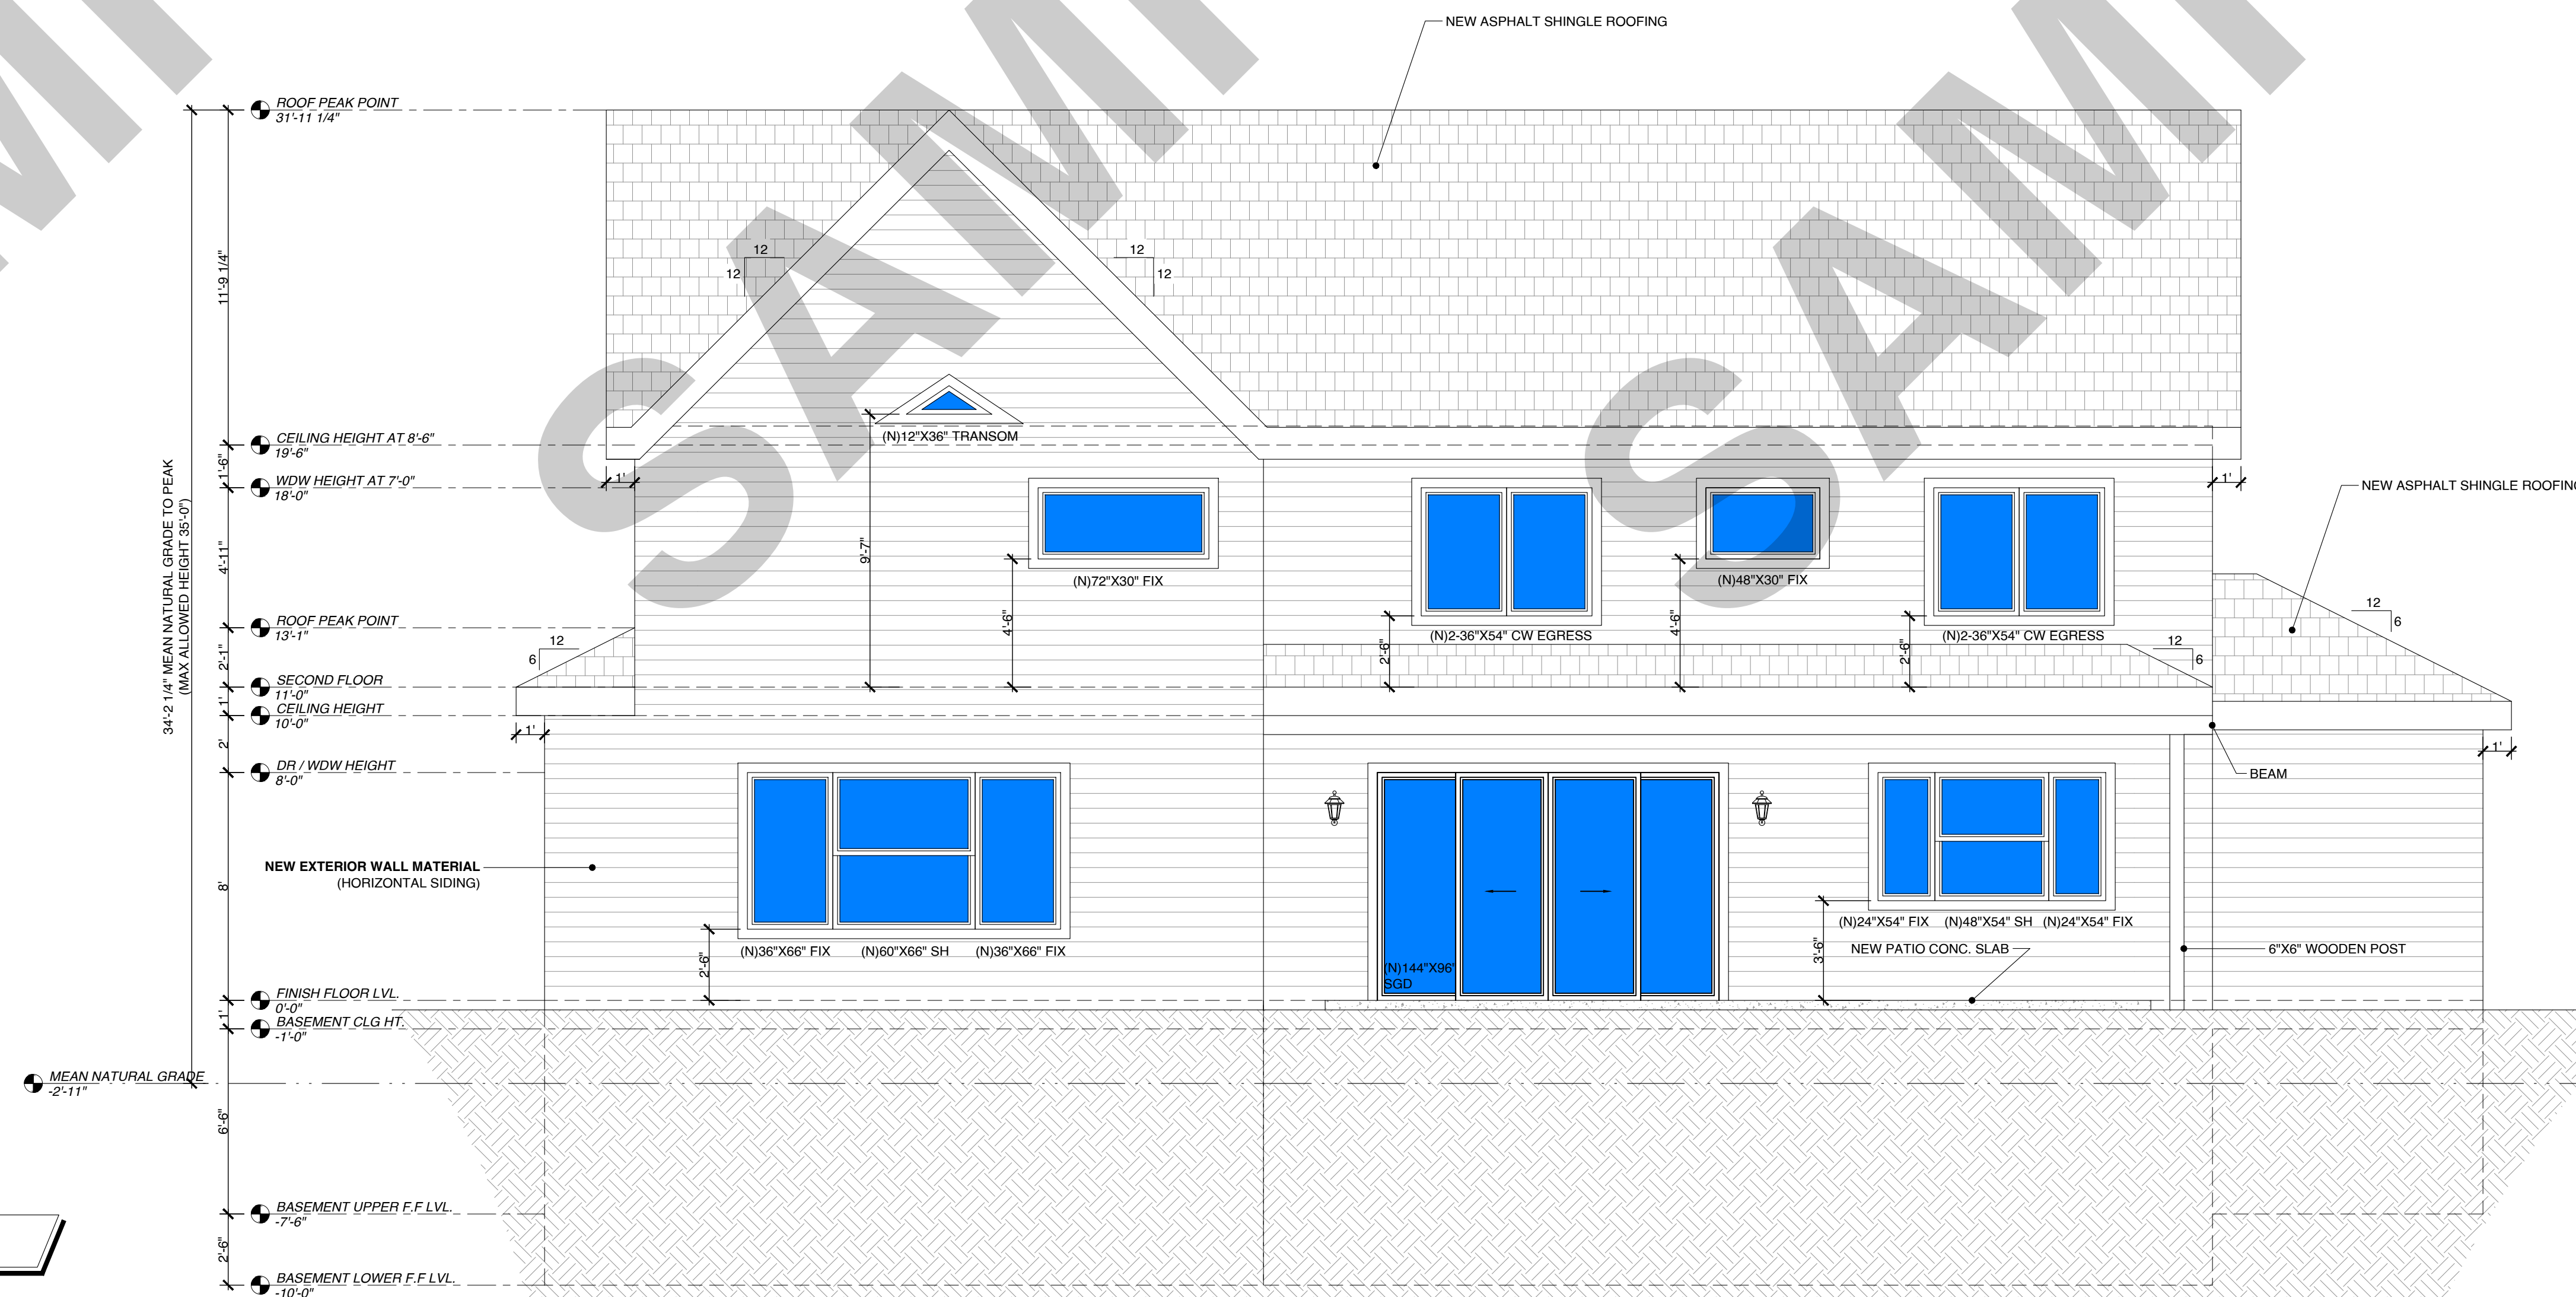 NEW ASPHALT SHINGLE ROOFING
ROOF PEAK POINT
31'-11 1/4"
12
12
12
12
11'-9 1/4"
34'-2 1/4" MEAN NATURAL GRADE TO PEAK
(MAX ALLOWED HEIGHT 35'-0")
CEILING HEIGHT AT 8'-6"
19'-6"
(N)12"X36" TRANSOM
1'-6"
WDW HEIGHT AT 7'-0"
18'-0"
1'
1'
NEW ASPHALT SHINGLE ROOFING
4'-11"
9'-7"
(N)72"X30" FIX
(N)48"X30" FIX
4'-6"
4'-6"
ROOF PEAK POINT
13'-1"
12
6
(N)2-36"X54" CW EGRESS
(N)2-36"X54" CW EGRESS
2'-6"
2'-6"
12
6
12
6
2'-1"
SECOND FLOOR
11'-0"
1'
CEILING HEIGHT
10'-0"
1'
1'
2'
DR / WDW HEIGHT
8'-0"
BEAM
NEW EXTERIOR WALL MATERIAL
(HORIZONTAL SIDING)
8'
(N)36"X66" FIX
(N)60"X66" SH
(N)36"X66" FIX
2'-6"
(N)144"X96"
SGD
(N)24"X54" FIX
(N)48"X54" SH
(N)24"X54" FIX
3'-6"
NEW PATIO CONC. SLAB
6"X6" WOODEN POST
FINISH FLOOR LVL.
0'-0"
1'
BASEMENT CLG HT.
-1'-0"
MEAN NATURAL GRADE
-2'-11"
6'-6"
BASEMENT UPPER F.F LVL.
-7'-6"
2'-6"
BASEMENT LOWER F.F LVL.
-10'-0"
SAM
SAM